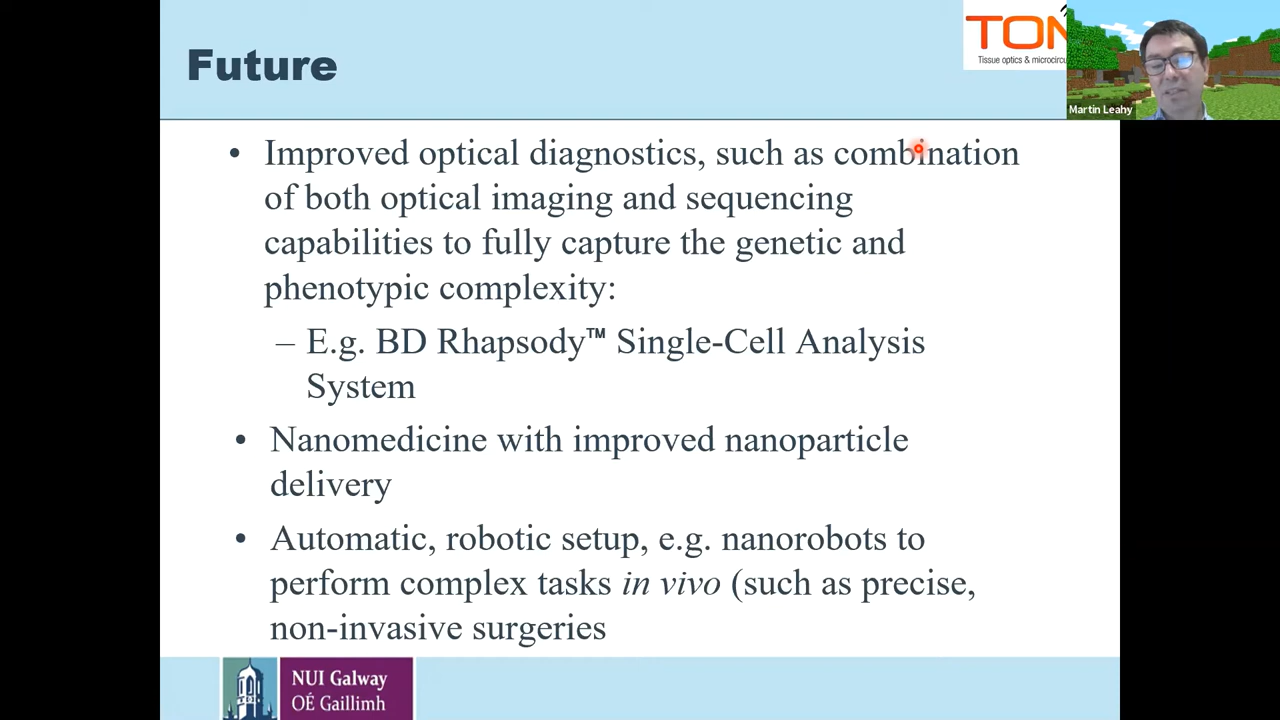 Future
TOM
Tissue optics & microcircu
Martin Leahy
• Improved optical diagnostics, such as combination
of both optical imaging and sequencing
capabilities to fully capture the genetic and
phenotypic complexity:
– E.g. BD Rhapsody™ Single-Cell Analysis
System
• Nanomedicine with improved nanoparticle
delivery
• Automatic, robotic setup, e.g. nanorobots to
perform complex tasks in vivo (such as precise,
non-invasive surgeries
NUI Galway
OÉ Gaillimh